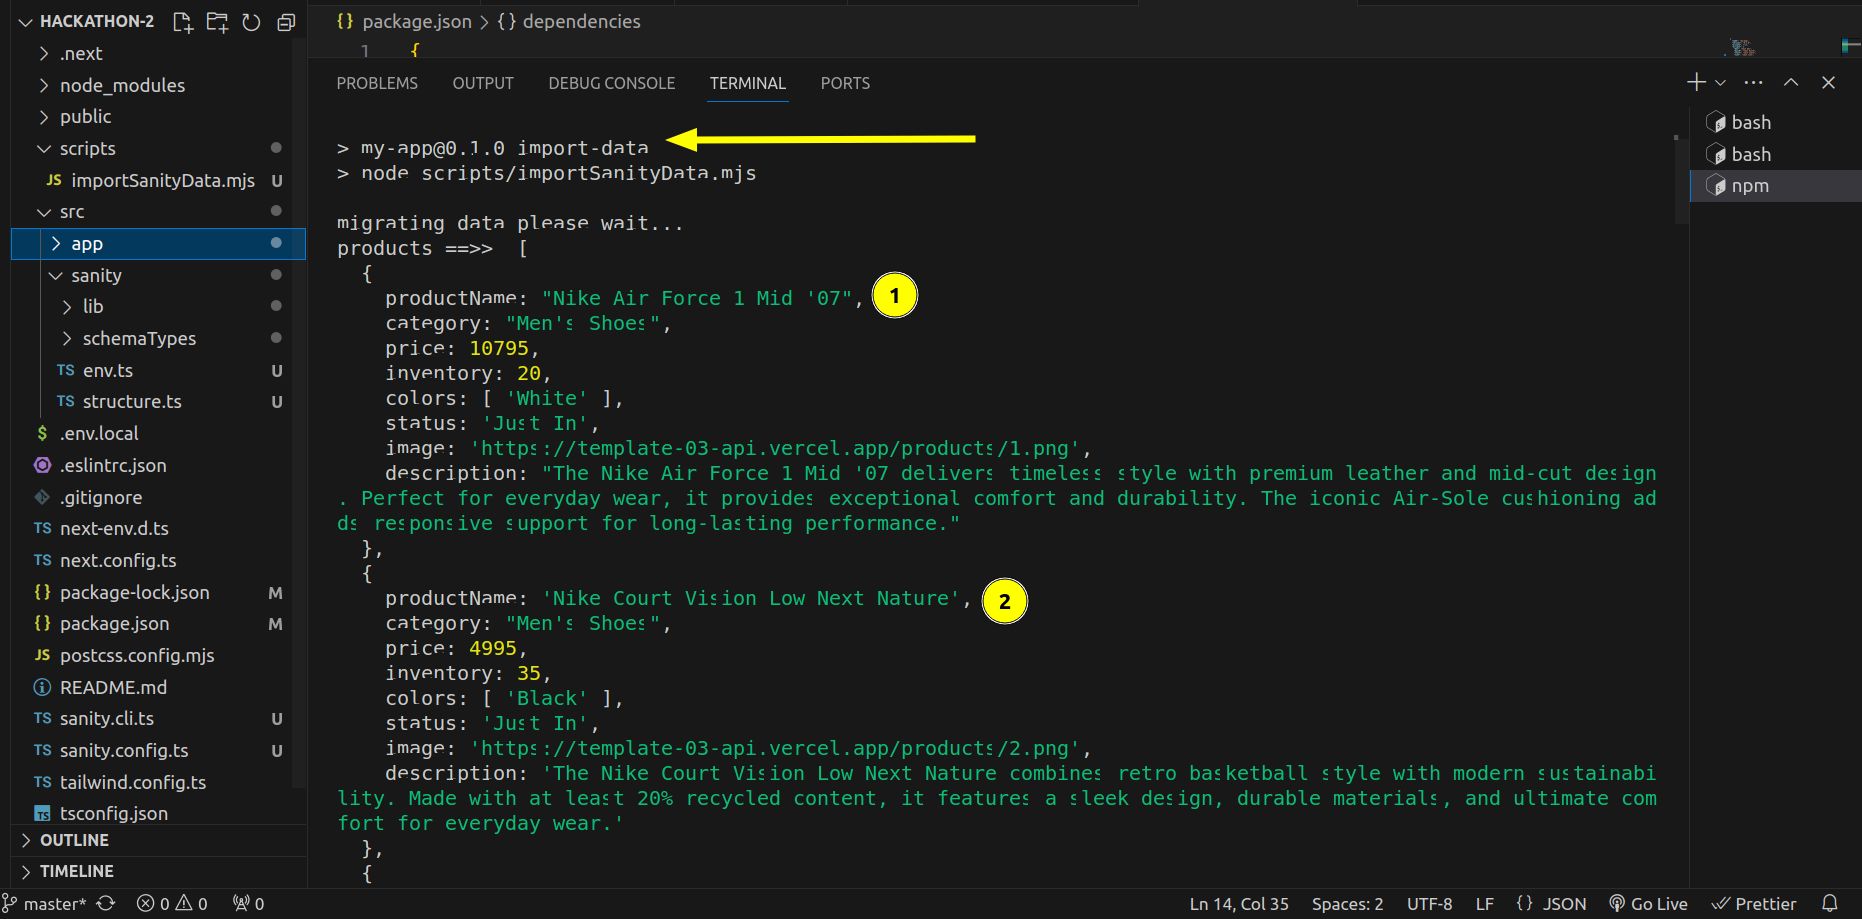 HACKATHON-2
.next
node_modules
public
scripts
JS importSanityData.mjs U
src
app
sanity
lib
schemaTypes
TS env.ts U
TS structure.ts U
$ .env.local
.eslintrc.json
.gitignore
TS next-env.d.ts
TS next.config.ts
{} package-lock.json M
{} package.json M
JS postcss.config.mjs
README.md
TS sanity.cli.ts U
TS sanity.config.ts U
TS tailwind.config.ts
TS tsconfig.json
OUTLINE
TIMELINE
{} package.json > {} dependencies
1 {
PROBLEMS OUTPUT DEBUG CONSOLE TERMINAL PORTS
> my-app@0.1.0 import-data
> node scripts/importSanityData.mjs
migrating data please wait...
products ==>> [
{
productName: "Nike Air Force 1 Mid '07", 1
category: "Men's Shoes",
price: 10795,
inventory: 20,
colors: [ 'White' ],
status: 'Just In',
image: 'https://template-03-api.vercel.app/products/1.png',
description: "The Nike Air Force 1 Mid '07 delivers timeless style with premium leather and mid-cut design
. Perfect for everyday wear, it provides exceptional comfort and durability. The iconic Air-Sole cushioning ad
ds responsive support for long-lasting performance."
},
{
productName: 'Nike Court Vision Low Next Nature', 2
category: "Men's Shoes",
price: 4995,
inventory: 35,
colors: [ 'Black' ],
status: 'Just In',
image: 'https://template-03-api.vercel.app/products/2.png',
description: 'The Nike Court Vision Low Next Nature combines retro basketball style with modern sustainabi
lity. Made with at least 20% recycled content, it features a sleek design, durable materials, and ultimate com
fort for everyday wear.'
},
{
bash
bash
npm
master* 0 0 0 Ln 14, Col 35 Spaces: 2 UTF-8 LF {} JSON Go Live Prettier